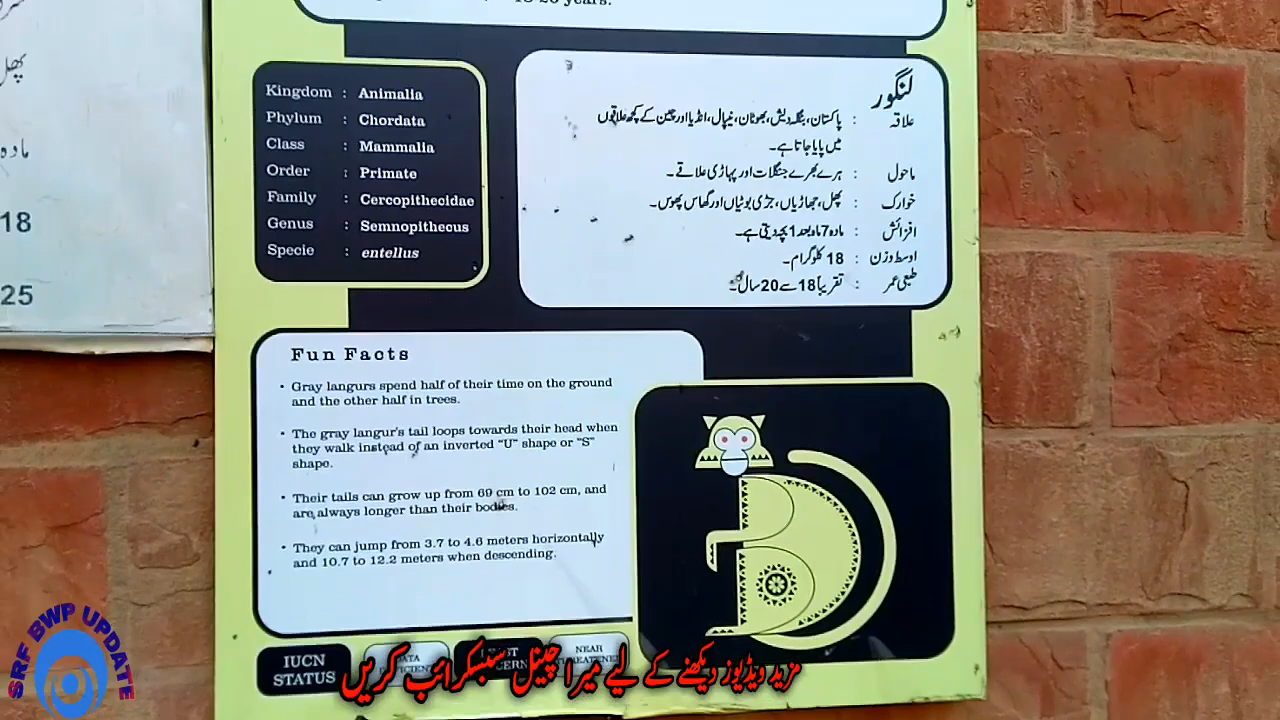 18-20 years.
Kingdom : Animalia
Phylum : Chordata
Class : Mammalia
Order : Primate
Family : Cercopithecidae
Genus : Semnopithecus
Specie : entellus
لنگور
علاقہ : پاکستان، بنگلہ دیش، بھوٹان، نیپال، انڈیا اور چین کے کچھ علاقوں
میں پایا جاتا ہے۔
ماحول : ہرے بھرے جنگلات اور پہاڑی علاقے۔
خوارک : پھل، جھاڑیاں، جڑی بوٹیاں اور گھاس پھوس۔
افزائش : مادہ 7 ماہ بعد 1 بچہ دیتی ہے۔
اوسط وزن : 18 کلوگرام۔
طبعی عمر : تقریباً 18 سے 20 سال۔
Fun Facts
• Gray langurs spend half of their time on the ground
and the other half in trees.
• The gray langur's tail loops towards their head when
they walk instead of an inverted "U" shape or "S"
shape.
• Their tails can grow up from 69 cm to 102 cm, and
are always longer than their bodies.
• They can jump from 3.7 to 4.6 meters horizontally
and 10.7 to 12.2 meters when descending.
IUCN
STATUS
NEAR
پھل
مادہ
18
25
مزید ویڈیوز دیکھنے کے لیے میرا چینل سبسکرائب کریں
SRF BWP UPDATE